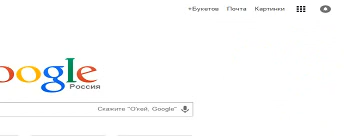 +Букетов Почта Картинки
oogle
Россия
Скажите "О'кей, Google"